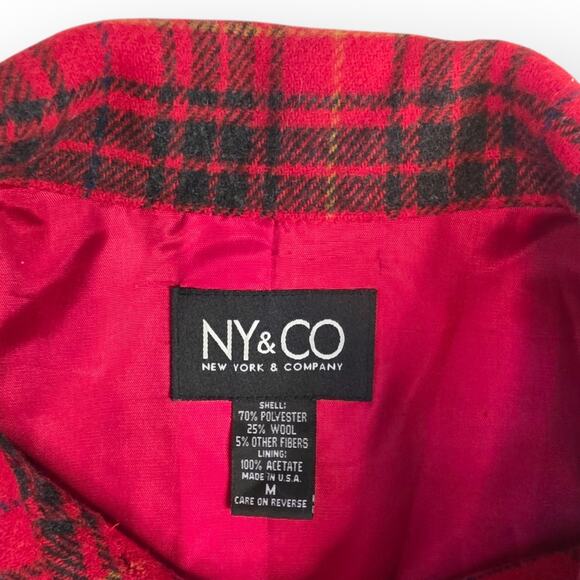 NY&CO
NEW YORK & COMPANY
SHELL:
70% POLYESTER
25% WOOL
5% OTHER FIBERS
LINING:
100% ACETATE
MADE IN U.S.A.
M
CARE ON REVERSE